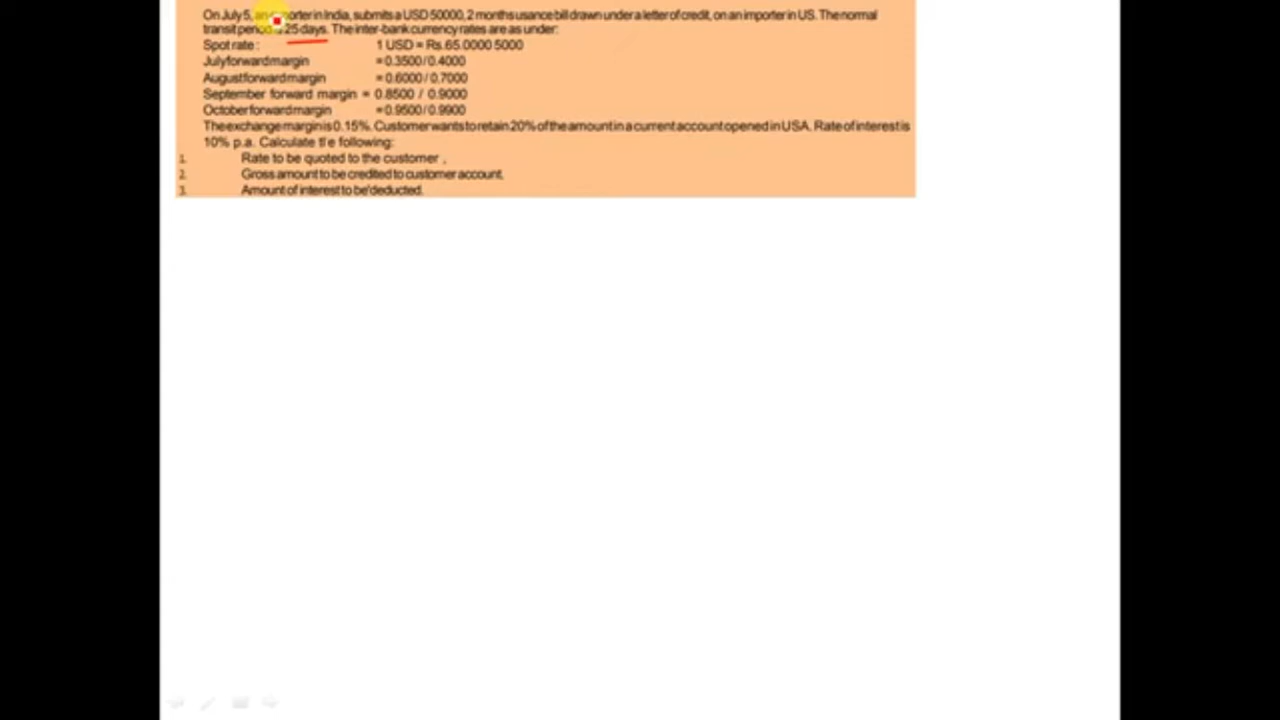 On July 5, an porter in India, submits a USD 50000, 2 months usance bill drawn under a letter of credit, on an importer in US. The normal
transit period 25 days. The inter-bank currency rates are as under:
Spot rate : 1 USD = Rs.65.0000 5000
July forward margin = 0.3500 / 0.4000
August forward margin = 0.6000 / 0.7000
September forward margin = 0.8500 / 0.9000
October forward margin = 0.9500 / 0.9900
The exchange margin is 0.15%. Customer wants to retain 20% of the amount in a current account opened in USA. Rate of interest is
10% p.a. Calculate the following:
1. Rate to be quoted to the customer ,
2. Gross amount to be credited to customer account.
3. Amount of interest to be'deducted.